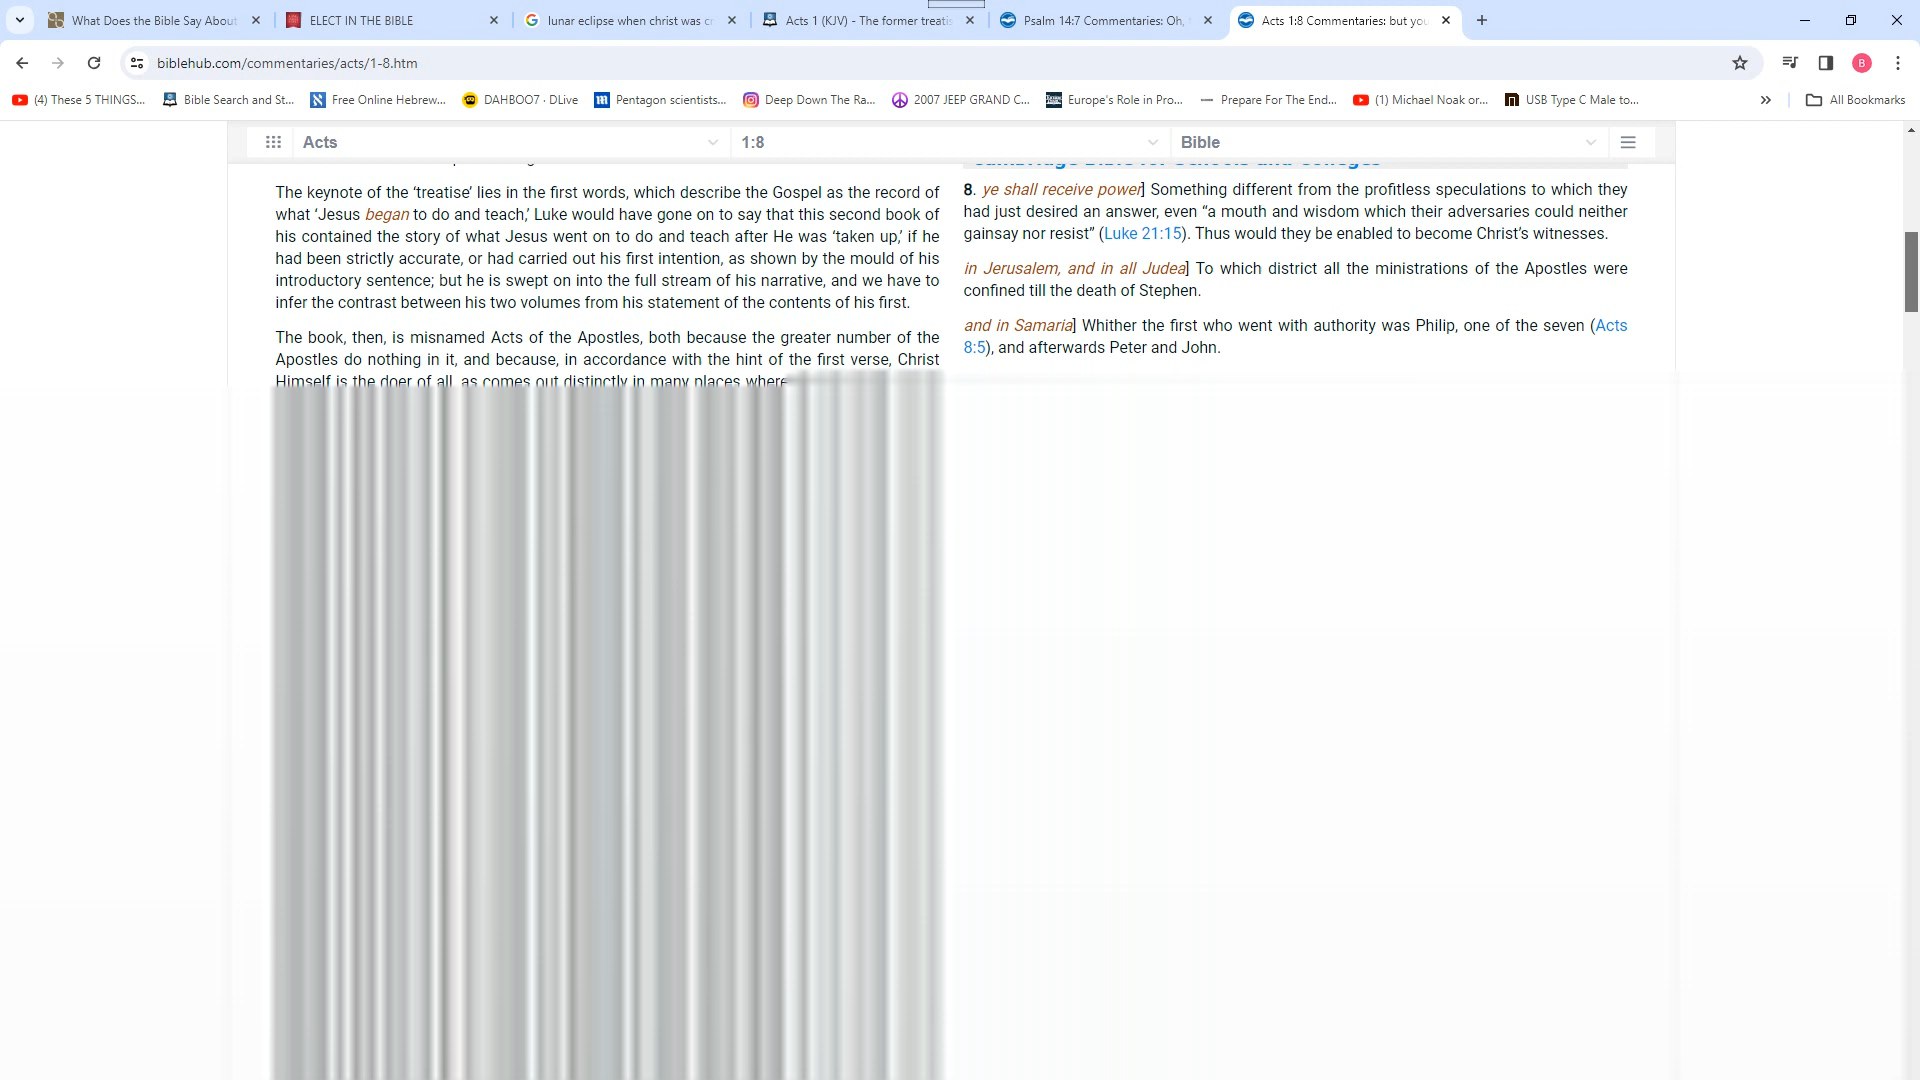 What Does the Bible Say About
ELECT IN THE BIBLE
lunar eclipse when christ was c
Acts 1 (KJV) - The former treatis
Psalm 14:7 Commentaries: Oh,
Acts 1:8 Commentaries: but you
biblehub.com/commentaries/acts/1-8.htm
B
(4) These 5 THINGS...
Bible Search and St...
Free Online Hebrew...
DAHBOO7 · DLive
Pentagon scientists...
Deep Down The Ra...
2007 JEEP GRAND C...
Europe's Role in Pro...
Prepare For The End...
(1) Michael Noak or...
USB Type C Male to...
All Bookmarks
Acts
1:8
Bible
The keynote of the ‘treatise’ lies in the first words, which describe the Gospel as the record of
what ‘Jesus began to do and teach,’ Luke would have gone on to say that this second book of
his contained the story of what Jesus went on to do and teach after He was ‘taken up,’ if he
had been strictly accurate, or had carried out his first intention, as shown by the mould of his
introductory sentence; but he is swept on into the full stream of his narrative, and we have to
infer the contrast between his two volumes from his statement of the contents of his first.
The book, then, is misnamed Acts of the Apostles, both because the greater number of the
Apostles do nothing in it, and because, in accordance with the hint of the first verse, Christ
Himself is the doer of all, as comes out distinctly in many places where
Cambridge Bible for Schools and Colleges
8. ye shall receive power] Something different from the profitless speculations to which they
had just desired an answer, even “a mouth and wisdom which their adversaries could neither
gainsay nor resist” (Luke 21:15). Thus would they be enabled to become Christ’s witnesses.
in Jerusalem, and in all Judea] To which district all the ministrations of the Apostles were
confined till the death of Stephen.
and in Samaria] Whither the first who went with authority was Philip, one of the seven (Acts
8:5), and afterwards Peter and John.